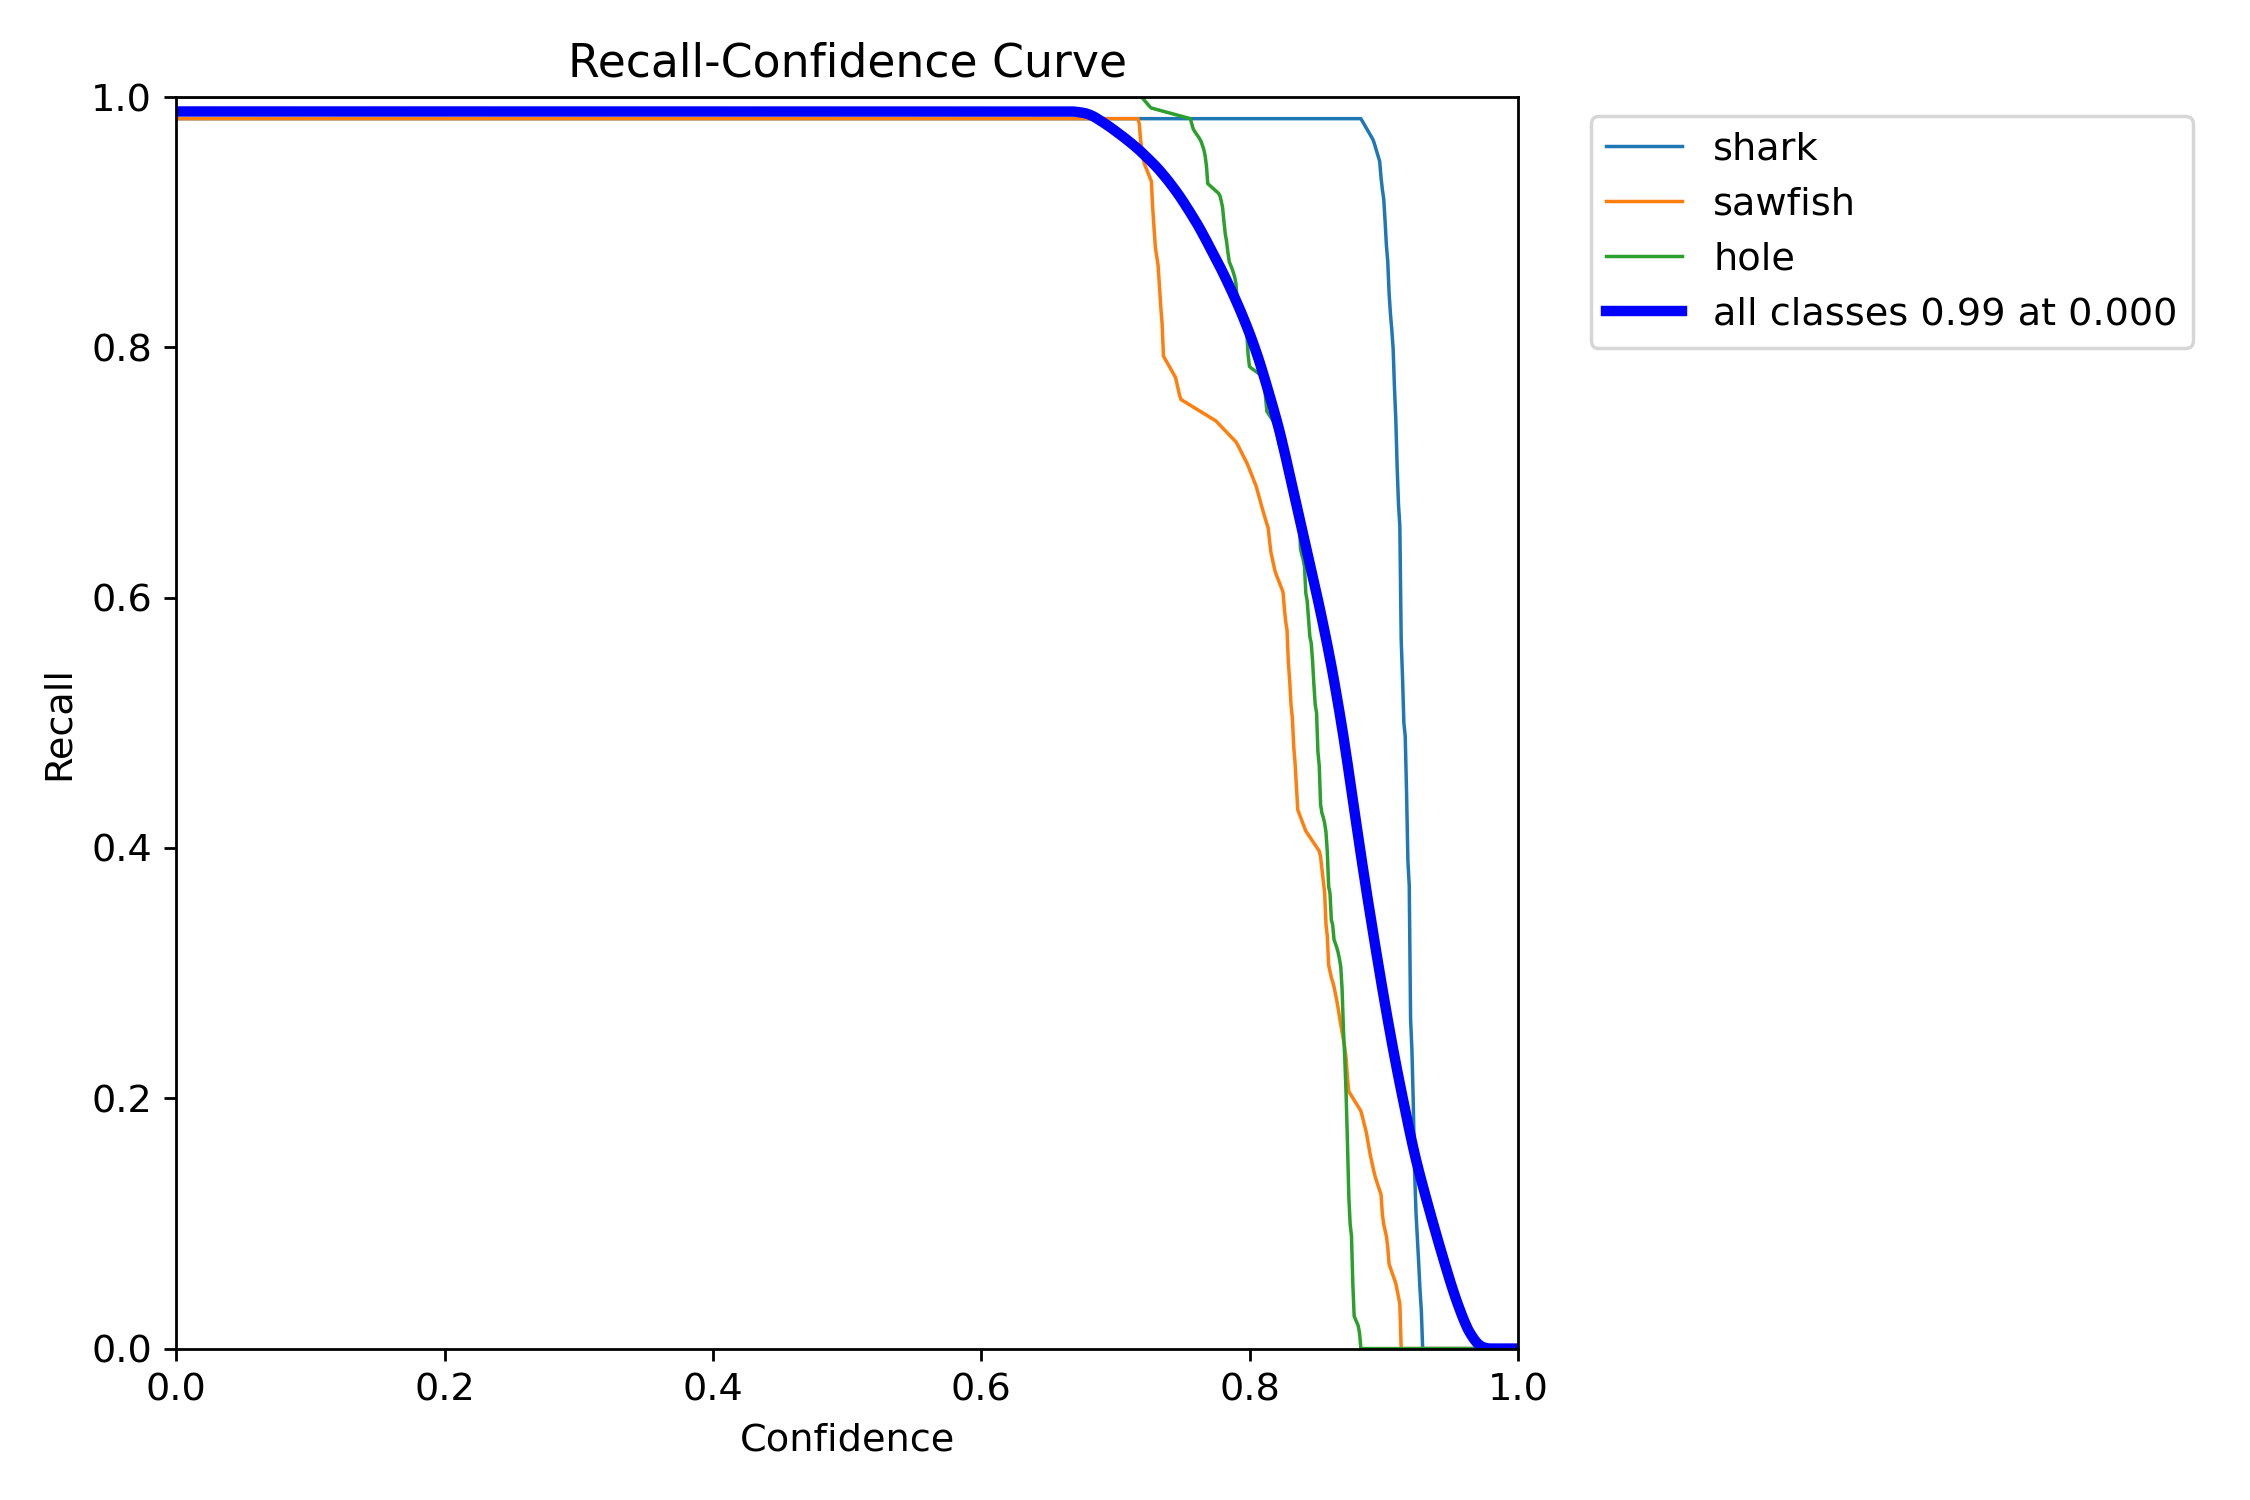 Recall-Confidence Curve
1.0
0.8
0.6
0.4
0.2
0.0
Recall
0.0 0.2 0.4 0.6 0.8 1.0
Confidence
shark
sawfish
hole
all classes 0.99 at 0.000